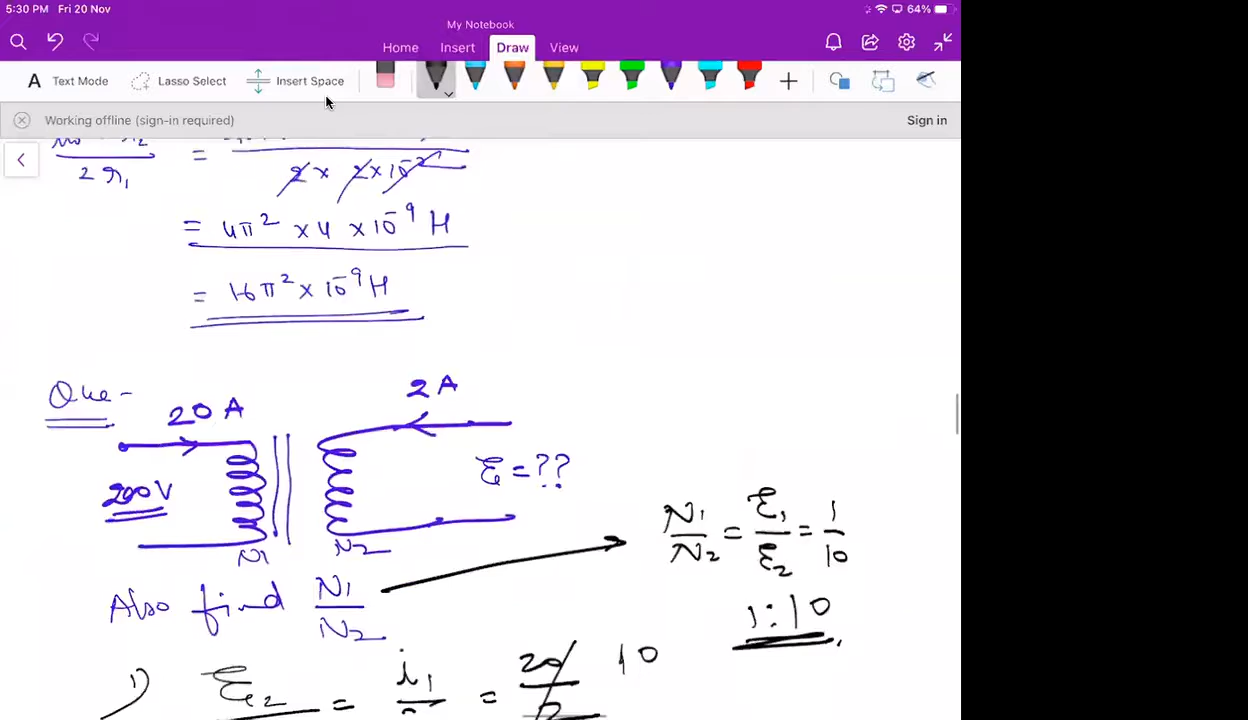 5:30 PM Fri 20 Nov
64%
My Notebook
Home Insert Draw View
A Text Mode Lasso Select Insert Space
Working offline (sign-in required) Sign in
2 r₁ = 2 × 2 × 10⁻²
= 4π² × 4 × 10⁻⁹ H
= 16π² × 10⁻⁹ H
Que -
20 A
2 A
200V
ε = ??
N1 N2
N1/N2 = ε1/ε2 = 1/10
1:10
Also find N1/N2
1) ε2 = i1 = 20/2 10